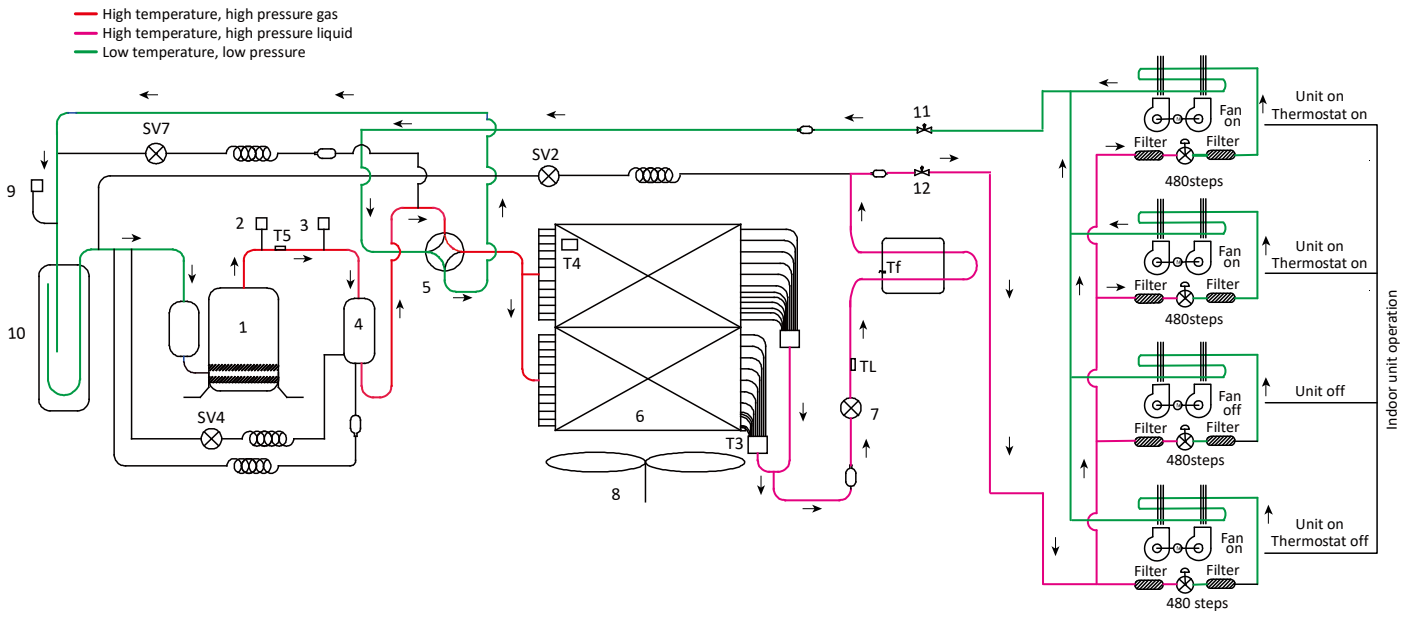 High temperature, high pressure gas
High temperature, high pressure liquid
Low temperature, low pressure
SV7
9
2
3
T5
10
1
4
SV4
5
SV2
T4
6
T3
8
7
TL
Tf
11
12
Fan
on
Unit on
Thermostat on
Filter
Filter
480steps
Fan
on
Unit on
Thermostat on
Filter
Filter
480steps
Fan
off
Unit off
Filter
Filter
480steps
Fan
on
Unit on
Thermostat off
Filter
Filter
480 steps
Indoor unit operation